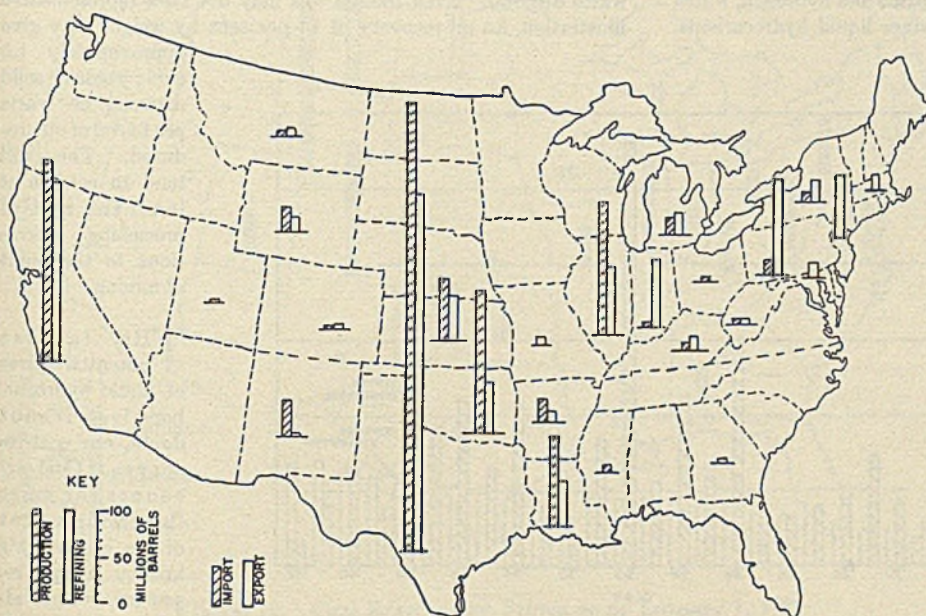 KEY
PRODUCTION
REFINING
100
50
0
MILLIONS OF
BARRELS
IMPORT
EXPORT